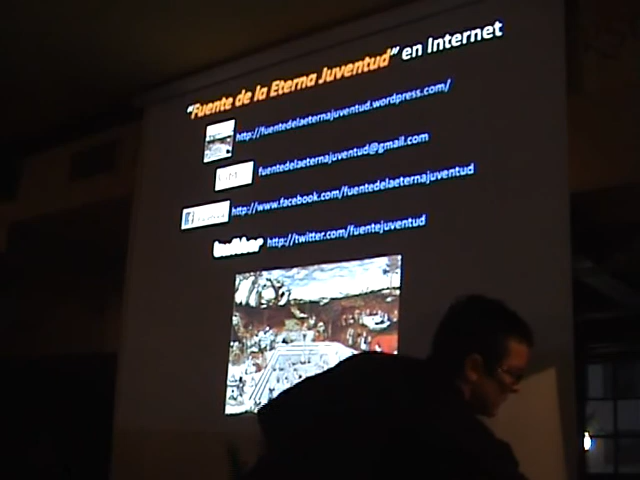 "Fuente de la Eterna Juventud" en Internet
http://fuentedelaeternajuventud.wordpress.com/
fuentedelaeternajuventud@gmail.com
http://www.facebook.com/fuentedelaeternajuventud
twitter http://twitter.com/fuentejuventud